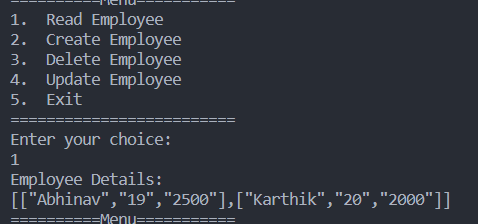 ==========Menu===========
1.  Read Employee
2.  Create Employee
3.  Delete Employee
4.  Update Employee
5.  Exit
=========================
Enter your choice:
1
Employee Details:
[["Abhinav","19","2500"],["Karthik","20","2000"]]
==========Menu===========